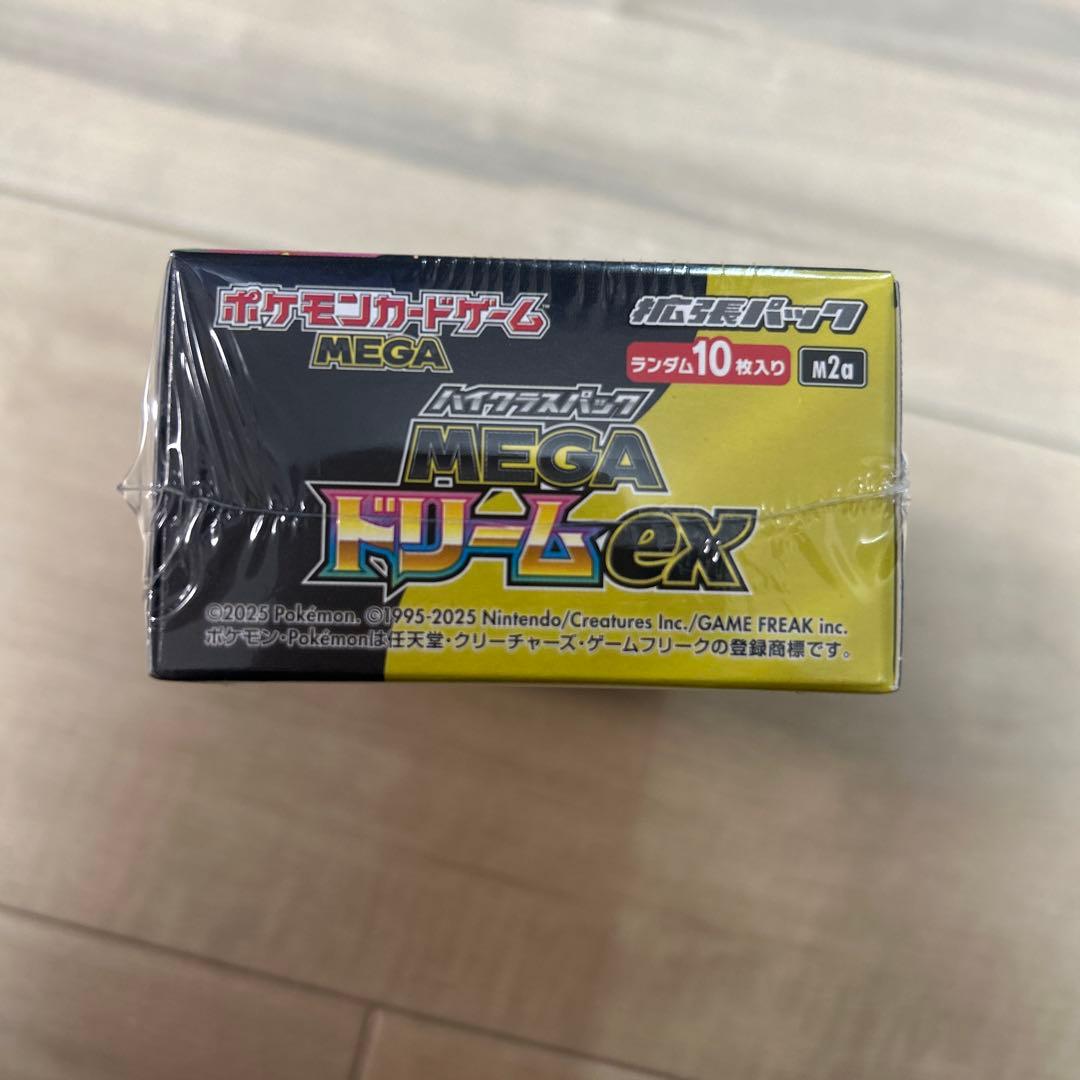 ポケモンカードゲーム™
MEGA
拡張パック
ランダム10枚入り
M2a
ハイクラスパック
MEGA
ドリームex
©2025 Pokémon. ©1995-2025 Nintendo/Creatures Inc./GAME FREAK inc.
ポケモン・Pokémonは任天堂・クリーチャーズ・ゲームフリークの登録商標です。